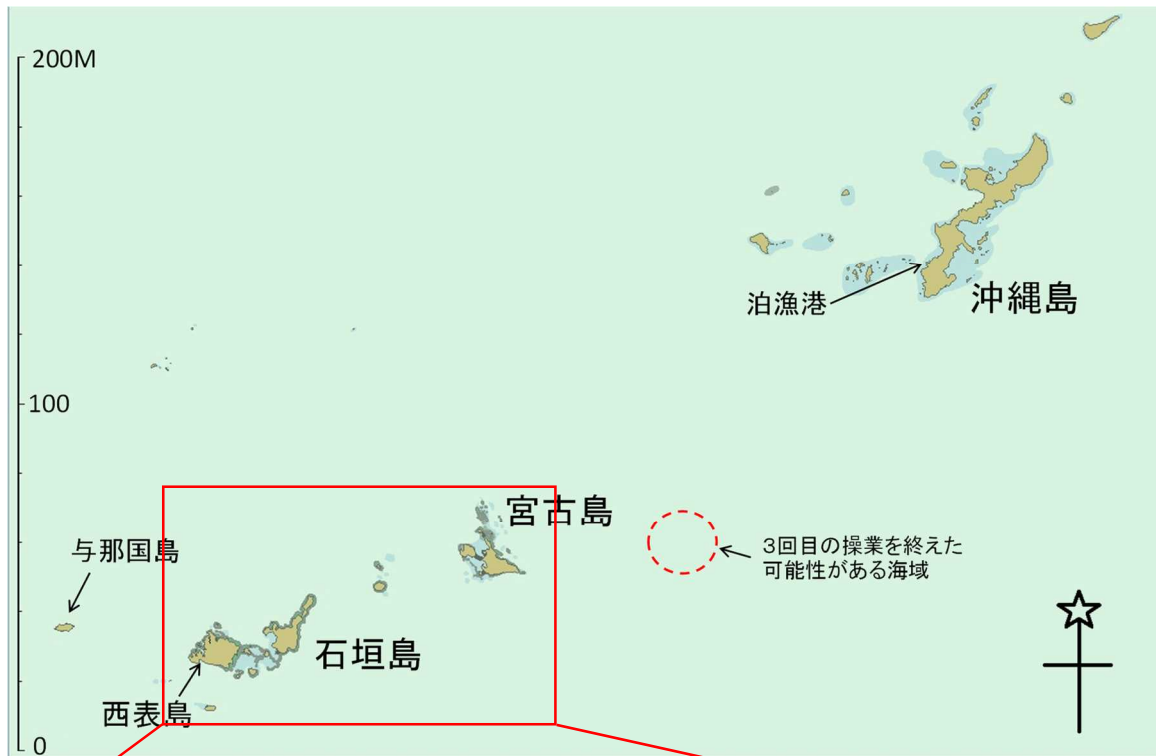 200M
泊漁港
沖縄島
100
宮古島
3回目の操業を終えた
可能性がある海域
与那国島
石垣島
西表島
0